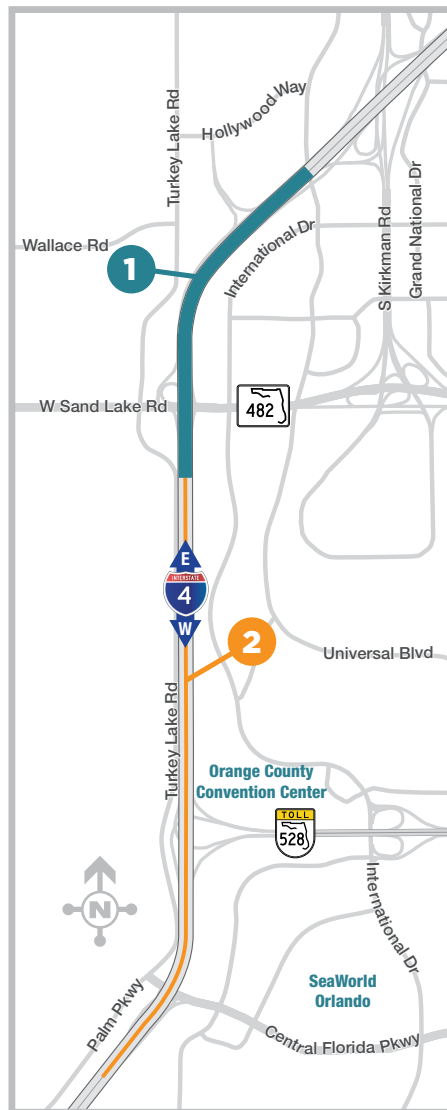 Turkey Lake Rd
Hollywood Way
Wallace Rd
International Dr
S Kirkman Rd
Grand National Dr
1
W Sand Lake Rd
482
E
INTERSTATE
4
W
2
Universal Blvd
Turkey Lake Rd
Orange County
Convention Center
TOLL
528
International Dr
N
SeaWorld
Orlando
Palm Pkwy
Central Florida Pkwy